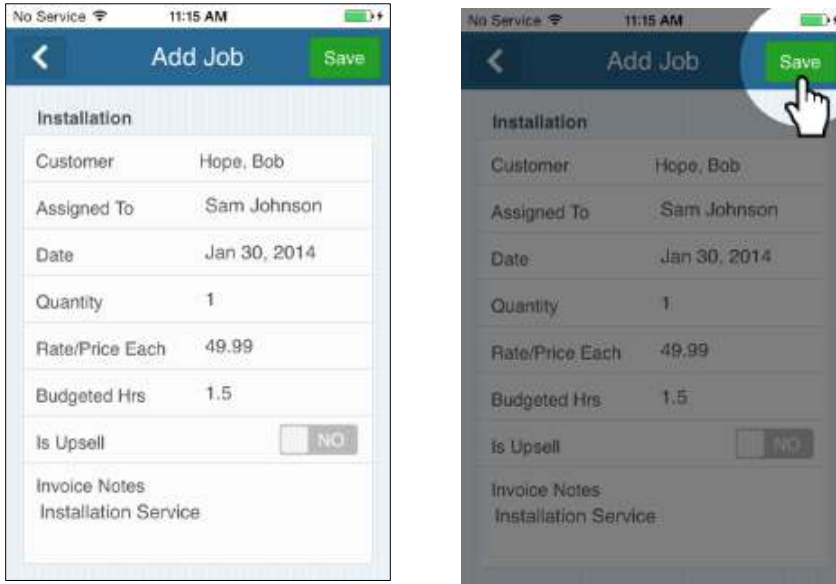 No Service 11:15 AM
Add Job Save
Installation
Customer Hope, Bob
Assigned To Sam Johnson
Date Jan 30, 2014
Quantity 1
Rate/Price Each 49.99
Budgeted Hrs 1.5
Is Upsell NO
Invoice Notes
Installation Service
No Service 11:15 AM
Add Job Save
Installation
Customer Hope, Bob
Assigned To Sam Johnson
Date Jan 30, 2014
Quantity 1
Rate/Price Each 49.99
Budgeted Hrs 1.5
Is Upsell NO
Invoice Notes
Installation Service